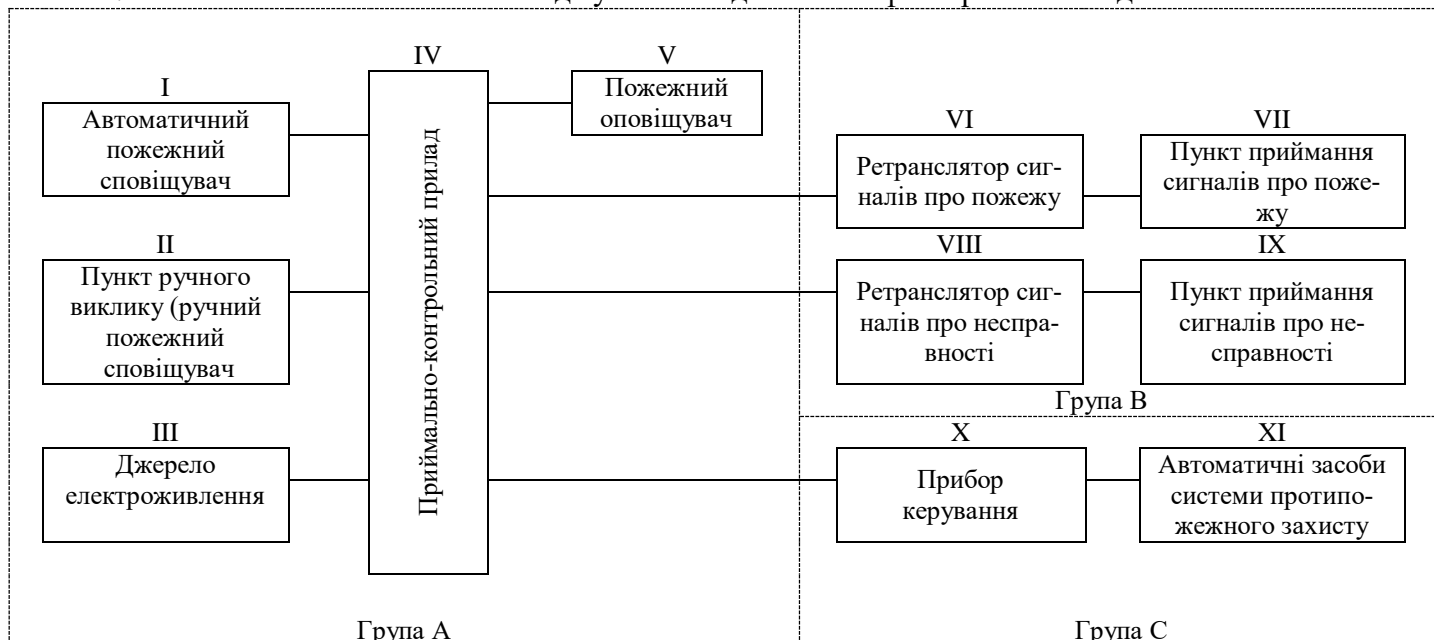 IV
V
I
Пожежний
оповіщувач
Автоматичний
пожежний
сповіщувач
Приймально-контрольний прилад
VI
VII
Ретранслятор сиг-
налів про пожежу
Пункт приймання
сигналів про поже-
жу
II
Пункт ручного
виклику (ручний
пожежний
сповіщувач
VIII
IX
Ретранслятор сиг-
налів про неспра-
вності
Пункт приймання
сигналів про не-
справності
Група В
III
Джерело
електроживлення
X
XI
Прибор
керування
Автоматичні засоби
системи протипо-
жежного захисту
Група А
Група С